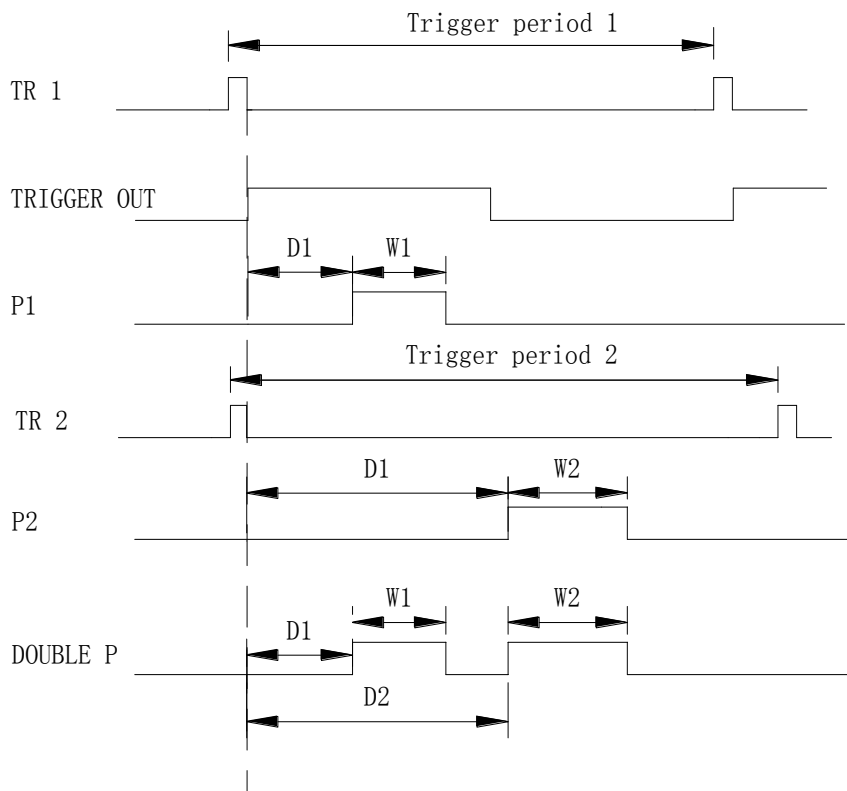 Trigger period 1
TR 1
TRIGGER OUT
D1
W1
P1
Trigger period 2
TR 2
D1
W2
P2
W1
W2
D1
DOUBLE P
D2